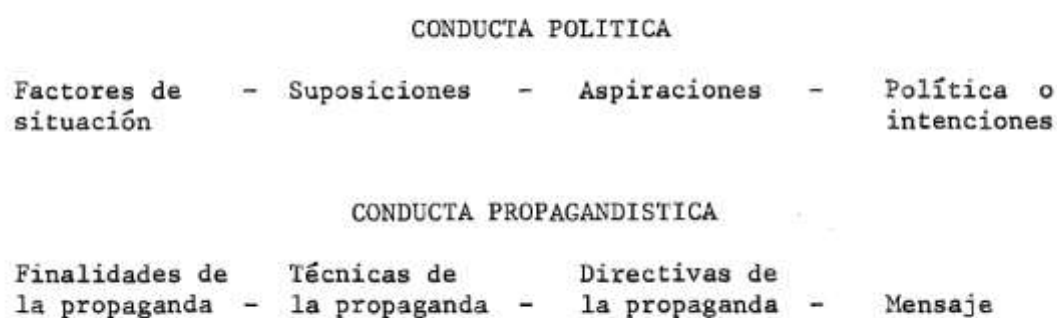 CONDUCTA POLITICA
Factores de - Suposiciones - Aspiraciones - Política o
situación intenciones
CONDUCTA PROPAGANDISTICA
Finalidades de Técnicas de Directivas de
la propaganda - la propaganda - la propaganda - Mensaje